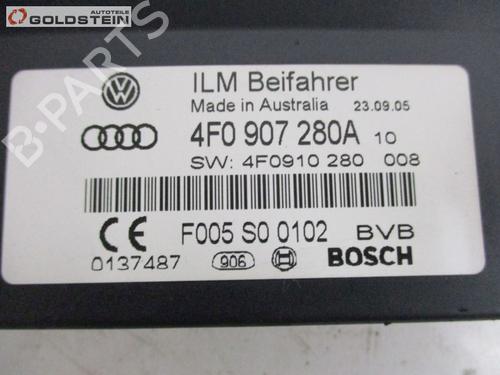 Autoteile
GOLDSTEIN
B-PARTS
ILM Beifahrer
Made in Australia 23.09.05
4F0 907 280A 10
SW: 4F0910 280 008
CE F005 S0 0102 BVB
0137487 906 BOSCH